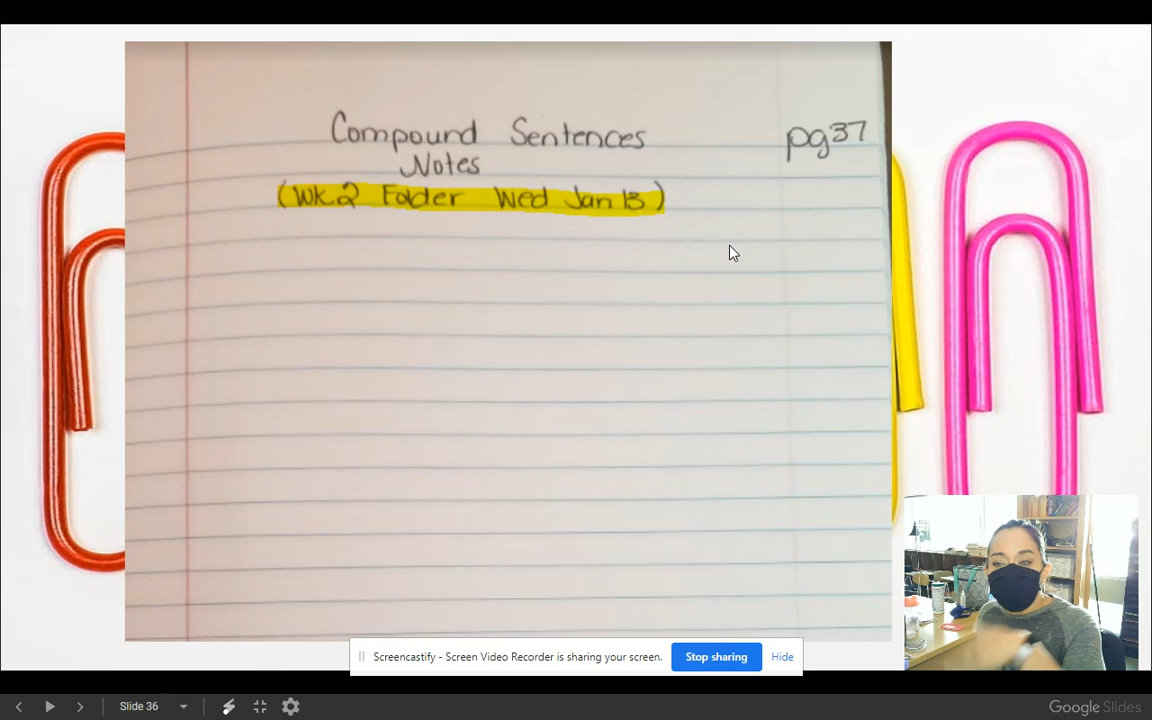 Compound Sentences pg37
Notes
(Wk.2 Folder Wed Jan 13)
Screencastify - Screen Video Recorder is sharing your screen. Stop sharing Hide
Slide 36
Google Slides